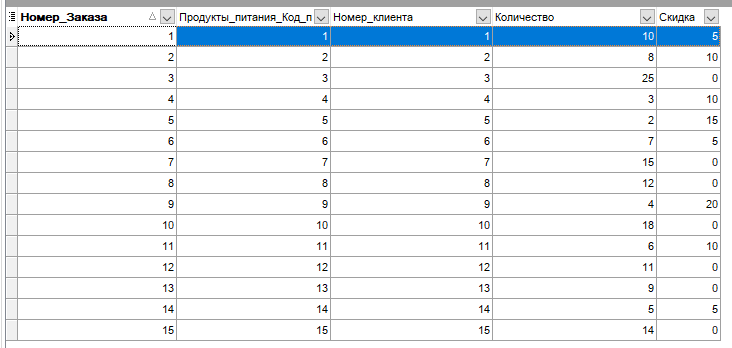 Номер_Заказа Продукты_питания_Код_п Номер_клиента Количество Скидка
1 1 1 10 5
2 2 2 8 10
3 3 3 25 0
4 4 4 3 10
5 5 5 2 15
6 6 6 7 5
7 7 7 15 0
8 8 8 12 0
9 9 9 4 20
10 10 10 18 0
11 11 11 6 10
12 12 12 11 0
13 13 13 9 0
14 14 14 5 5
15 15 15 14 0